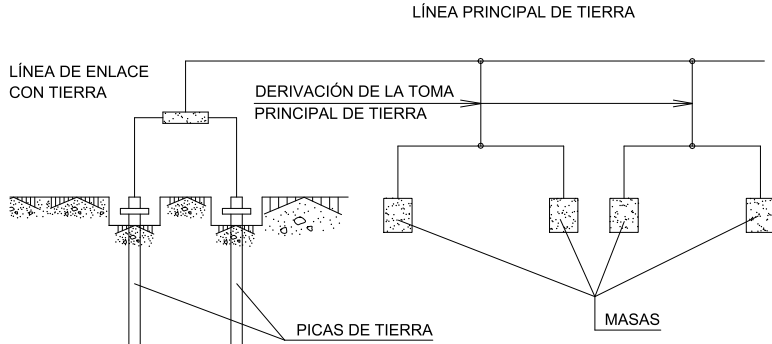 LÍNEA PRINCIPAL DE TIERRA
LÍNEA DE ENLACE
CON TIERRA
DERIVACIÓN DE LA TOMA
PRINCIPAL DE TIERRA
PICAS DE TIERRA
MASAS